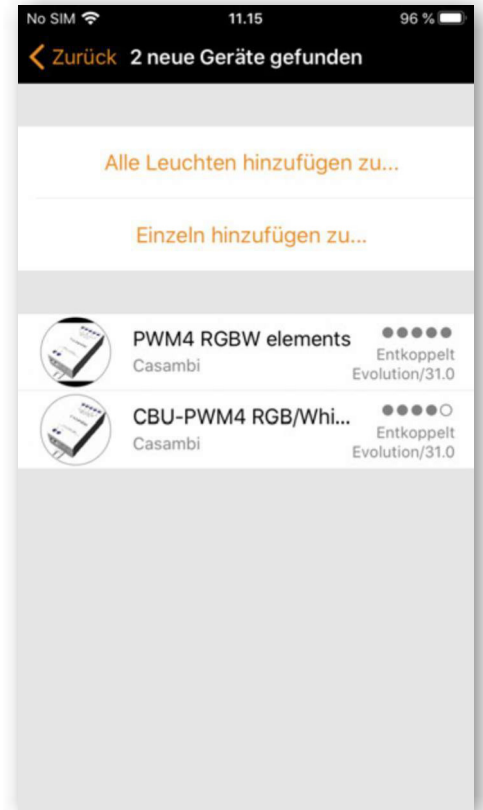 No SIM 11.15 96 %
Zurück 2 neue Geräte gefunden
Alle Leuchten hinzufügen zu...
Einzeln hinzufügen zu...
PWM4 RGBW elements
Casambi
Entkoppelt
Evolution/31.0
CBU-PWM4 RGB/Whi...
Casambi
Entkoppelt
Evolution/31.0